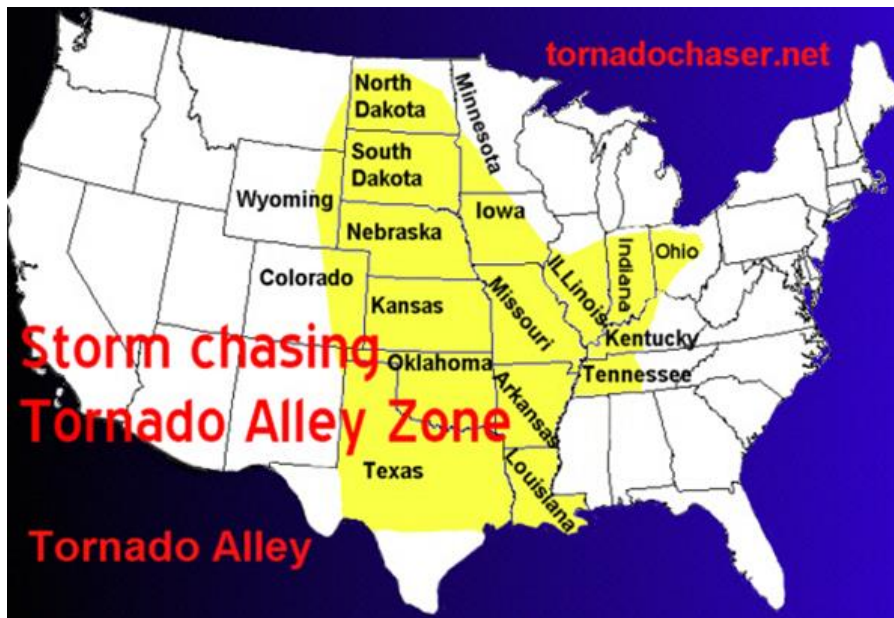 tornadochaser.net
North
Dakota
Minnesota
South
Dakota
Wyoming
Iowa
Nebraska
Ohio
Indiana
ILLinois
Colorado
Missouri
Kansas
Kentucky
Storm chasing
Oklahoma
Tennessee
Arkansas
Tornado Alley Zone
Texas
Louisiana
Tornado Alley